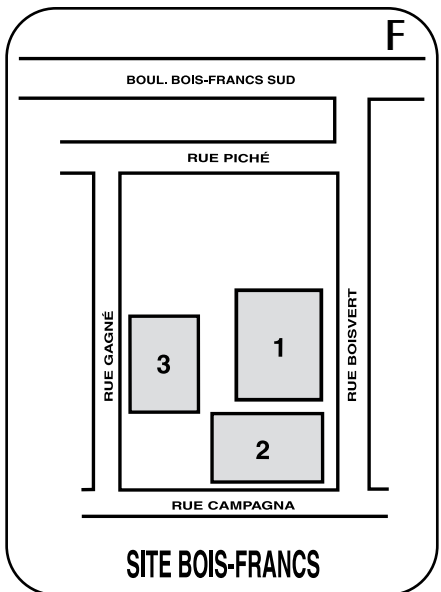 F
BOUL. BOIS-FRANCS SUD
RUE PICHÉ
RUE GAGNÉ
3
1
RUE BOISVERT
2
RUE CAMPAGNA
SITE BOIS-FRANCS